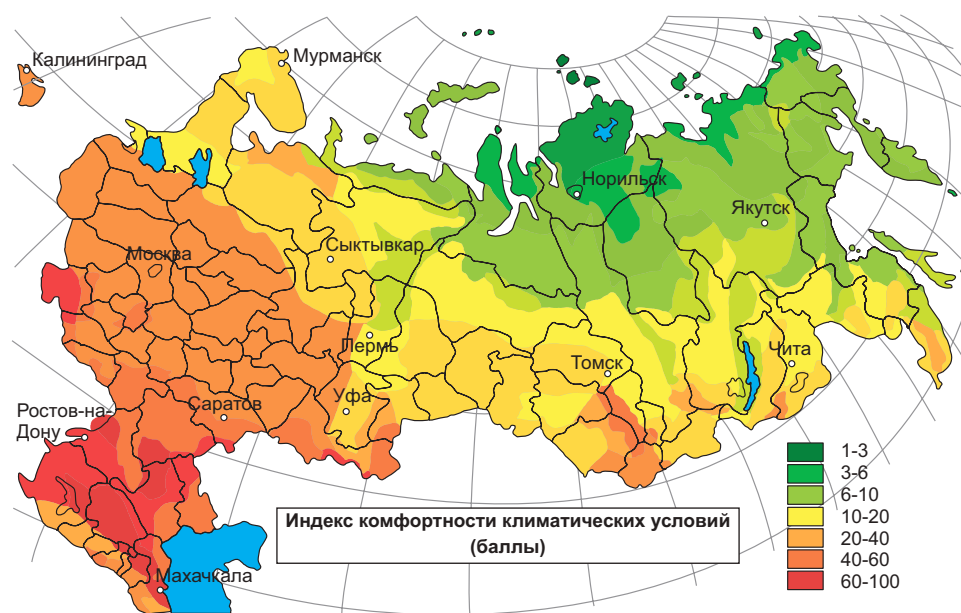 Калининград
Мурманск
Норильск
Якутск
Москва
Сыктывкар
Пермь
Томск
Чита
Уфа
Саратов
Ростов-на-
Дону
Махачкала
Индекс комфортности климатических условий
(баллы)
1-3
3-6
6-10
10-20
20-40
40-60
60-100